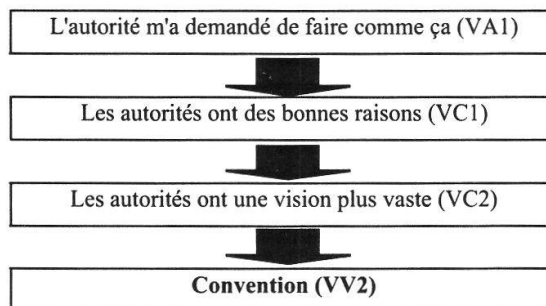 L'autorité m'a demandé de faire comme ça (VA1)
Les autorités ont des bonnes raisons (VC1)
Les autorités ont une vision plus vaste (VC2)
Convention (VV2)